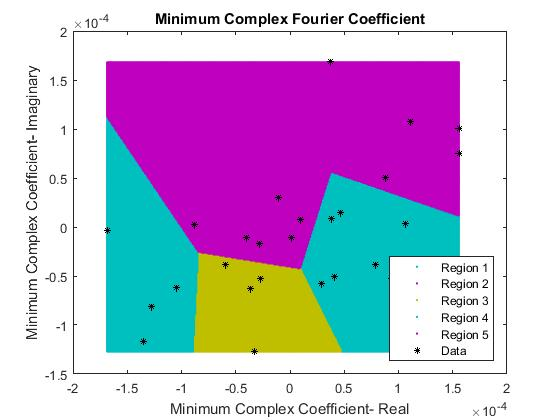 Minimum Complex Fourier Coefficient
×10⁻⁴
2
1.5
1
0.5
0
-0.5
-1
-1.5
Minimum Complex Coefficient- Imaginary
Region 1
Region 2
Region 3
Region 4
Region 5
Data
-2 -1.5 -1 -0.5 0 0.5 1 1.5 2
Minimum Complex Coefficient- Real
×10⁻⁴